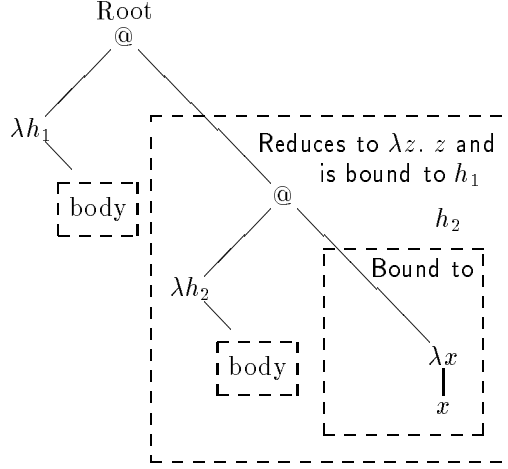 Root
@
λh₁
Reduces to λz. z and
is bound to h₁
body
@
h₂
Bound to
λh₂
body
λx
x